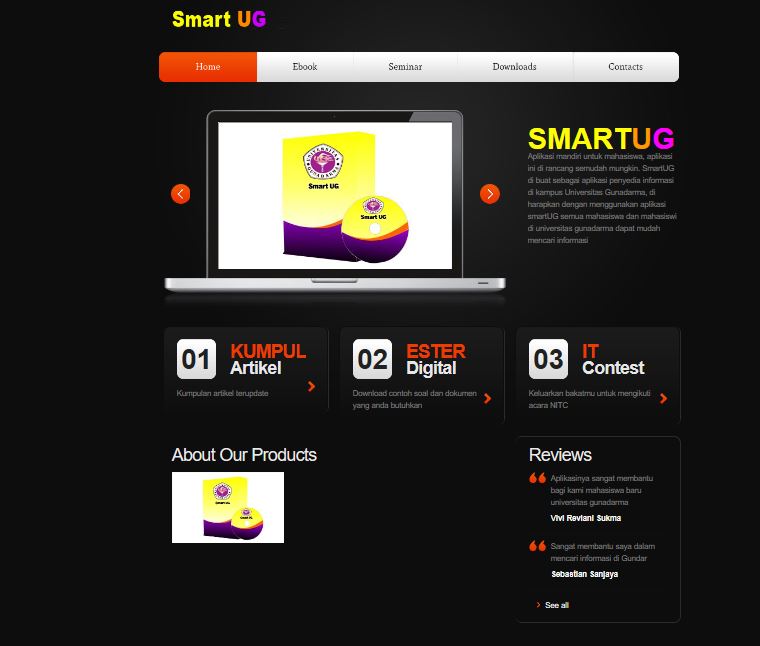 Smart UG
Home Ebook Seminar Downloads Contacts
UNIVERSITAS GUNADARMA
Smart UG
Smart UG
SMARTUG
Aplikasi mandiri untuk mahasiswa, aplikasi
ini di rancang semudah mungkin. SmartUG
di buat sebagai aplikasi penyedia informasi
di kampus Universitas Gunadarma, di
harapkan dengan menggunakan aplikasi
smartUG semua mahasiswa dan mahasiswi
di universitas gunadarma dapat mudah
mencari informasi
01 KUMPUL
Artikel
Kumpulan artikel terupdate
02 ESTER
Digital
Download contoh soal dan dokumen
yang anda butuhkan
03 IT
Contest
Keluarkan bakatmu untuk mengikuti
acara NITC
About Our Products
Smart UG
Smart UG
Reviews
Aplikasinya sangat membantu
bagi kami mahasiswa baru
universitas gunadarma
Vivi Reviani Sukma
Sangat membantu saya dalam
mencari informasi di Gundar
Sebastian Sanjaya
See all